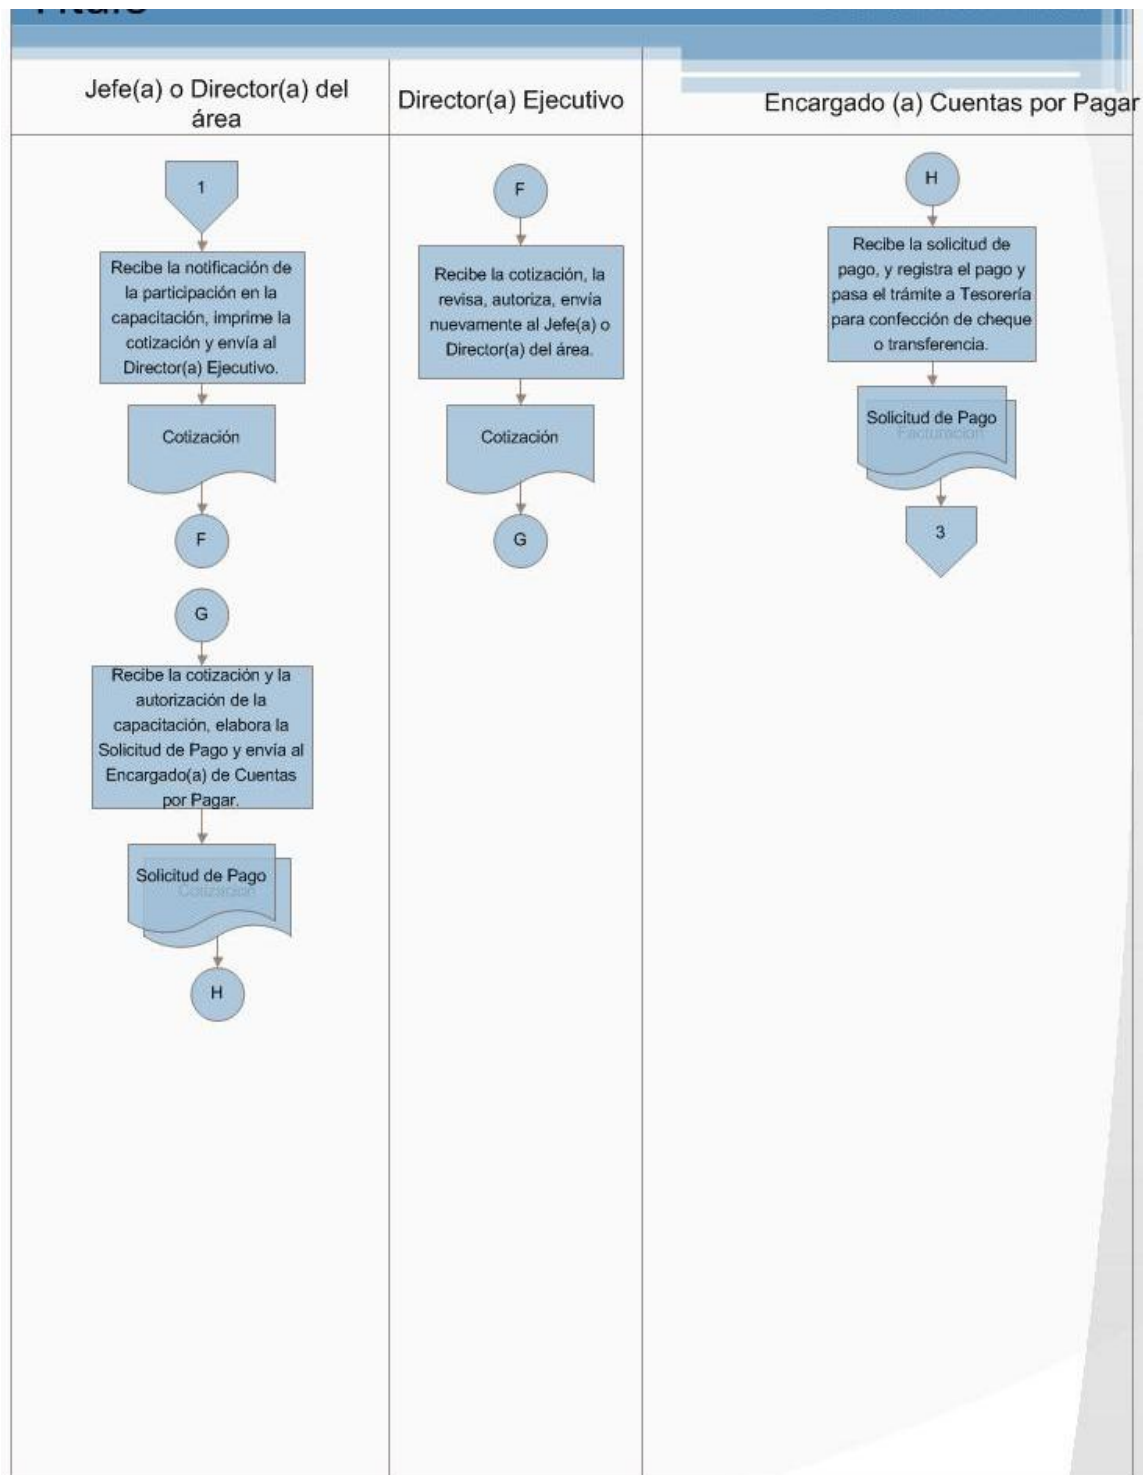 Jefe(a) o Director(a) del
área
Director(a) Ejecutivo
Encargado (a) Cuentas por Pagar
1
Recibe la notificación de
la participación en la
capacitación, imprime la
cotización y envía al
Director(a) Ejecutivo.
Cotización
F
G
Recibe la cotización y la
autorización de la
capacitación, elabora la
Solicitud de Pago y envía al
Encargado(a) de Cuentas
por Pagar.
Solicitud de Pago
Cotización
H
F
Recibe la cotización, la
revisa, autoriza, envía
nuevamente al Jefe(a) o
Director(a) del área.
Cotización
G
H
Recibe la solicitud de
pago, y registra el pago y
pasa el trámite a Tesorería
para confección de cheque
o transferencia.
Solicitud de Pago
Facturación
3